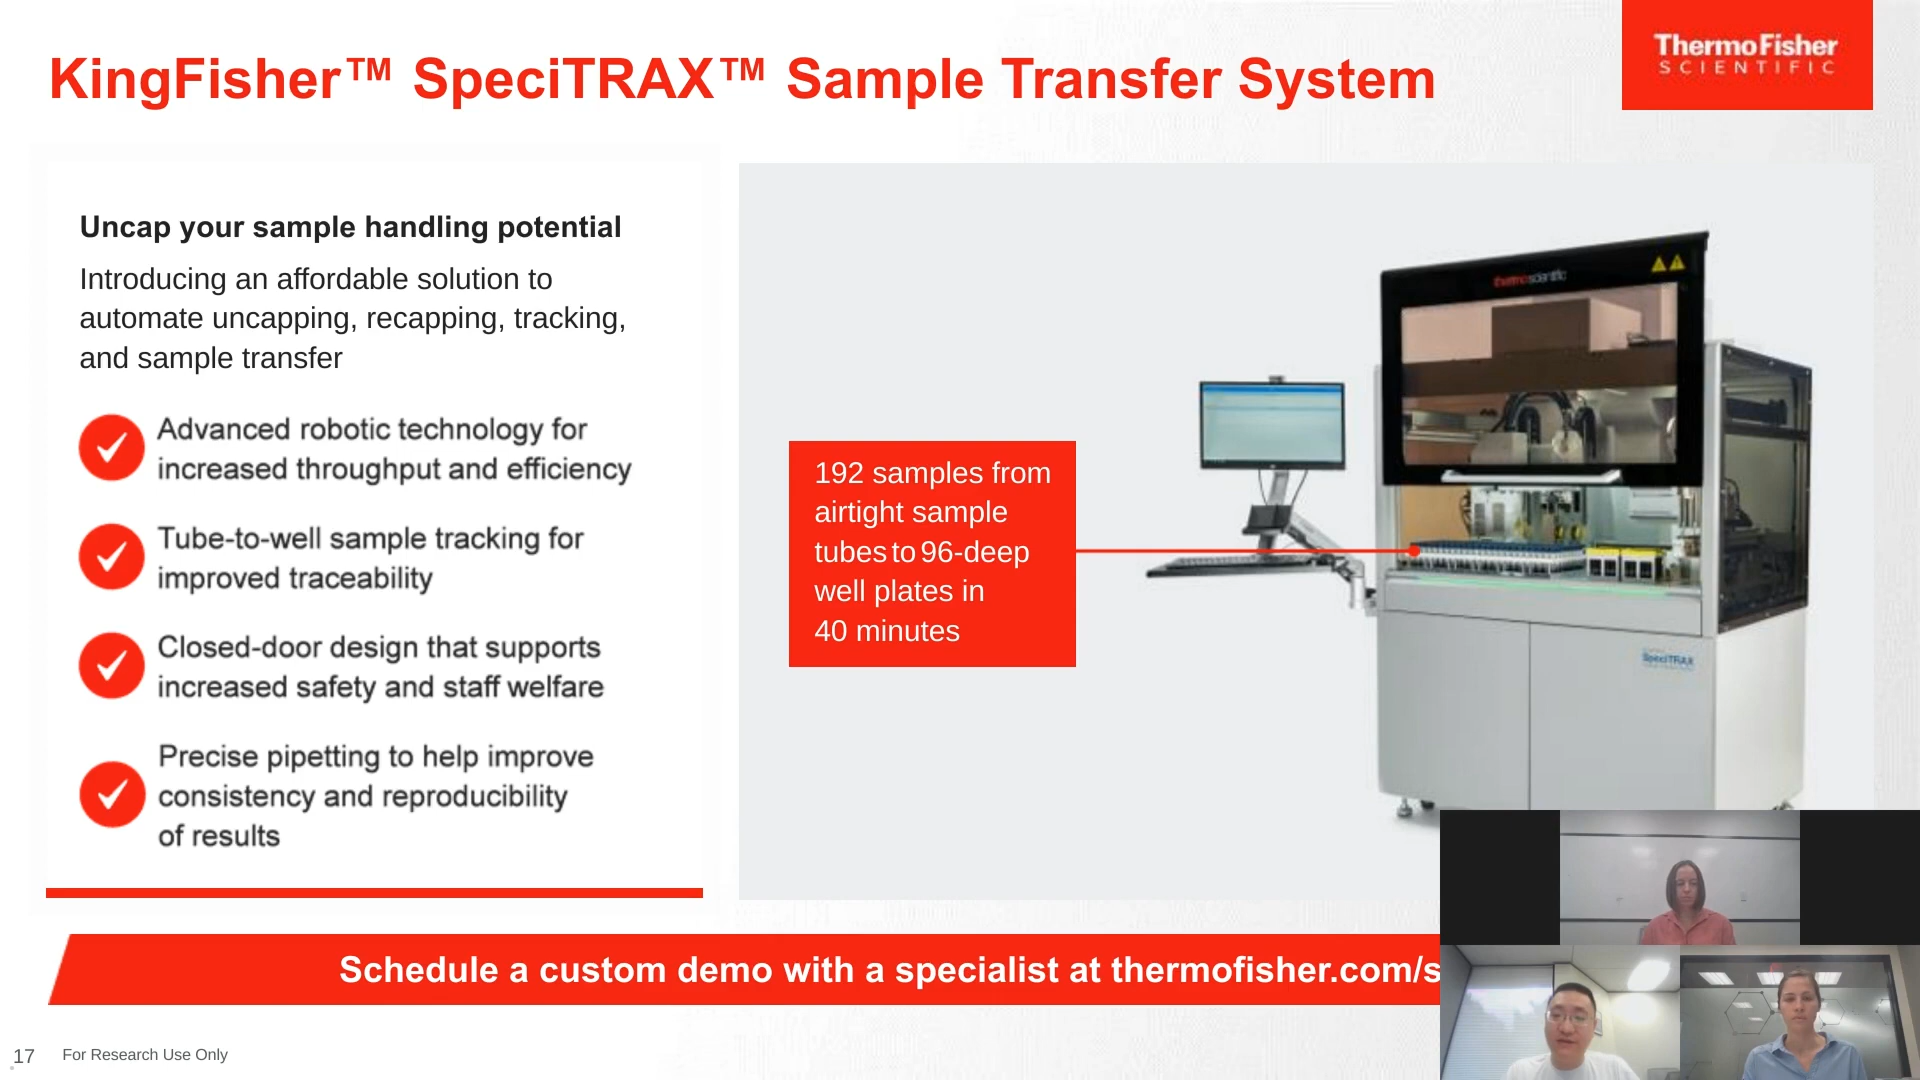 KingFisher™ SpeciTRAX™ Sample Transfer System
ThermoFisher
SCIENTIFIC
Uncap your sample handling potential
Introducing an affordable solution to
automate uncapping, recapping, tracking,
and sample transfer
Advanced robotic technology for
increased throughput and efficiency
Tube-to-well sample tracking for
improved traceability
Closed-door design that supports
increased safety and staff welfare
Precise pipetting to help improve
consistency and reproducibility
of results
192 samples from
airtight sample
tubes to 96-deep
well plates in
40 minutes
thermo scientific
SpeciTRAX
Schedule a custom demo with a specialist at thermofisher.com/s
17 For Research Use Only